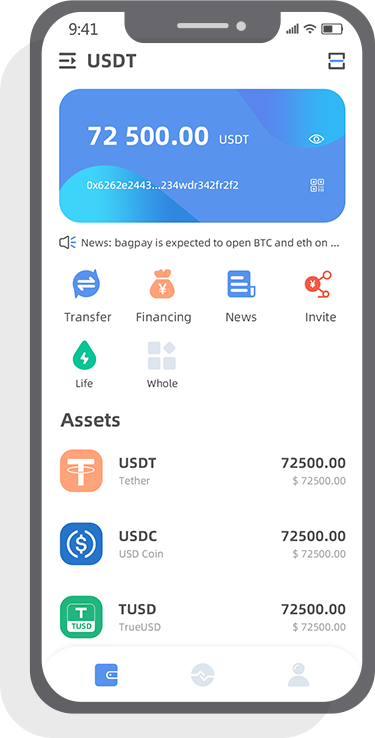 9:41
USDT
72 500.00 USDT
0x6262e2443...234wdr342fr2f2
News: bagpay is expected to open BTC and eth on ...
Transfer Financing News Invite
Life Whole
Assets
USDT 72500.00
Tether $ 72500.00
USDC 72500.00
USD Coin $ 72500.00
TUSD
TUSD 72500.00
TrueUSD $ 72500.00